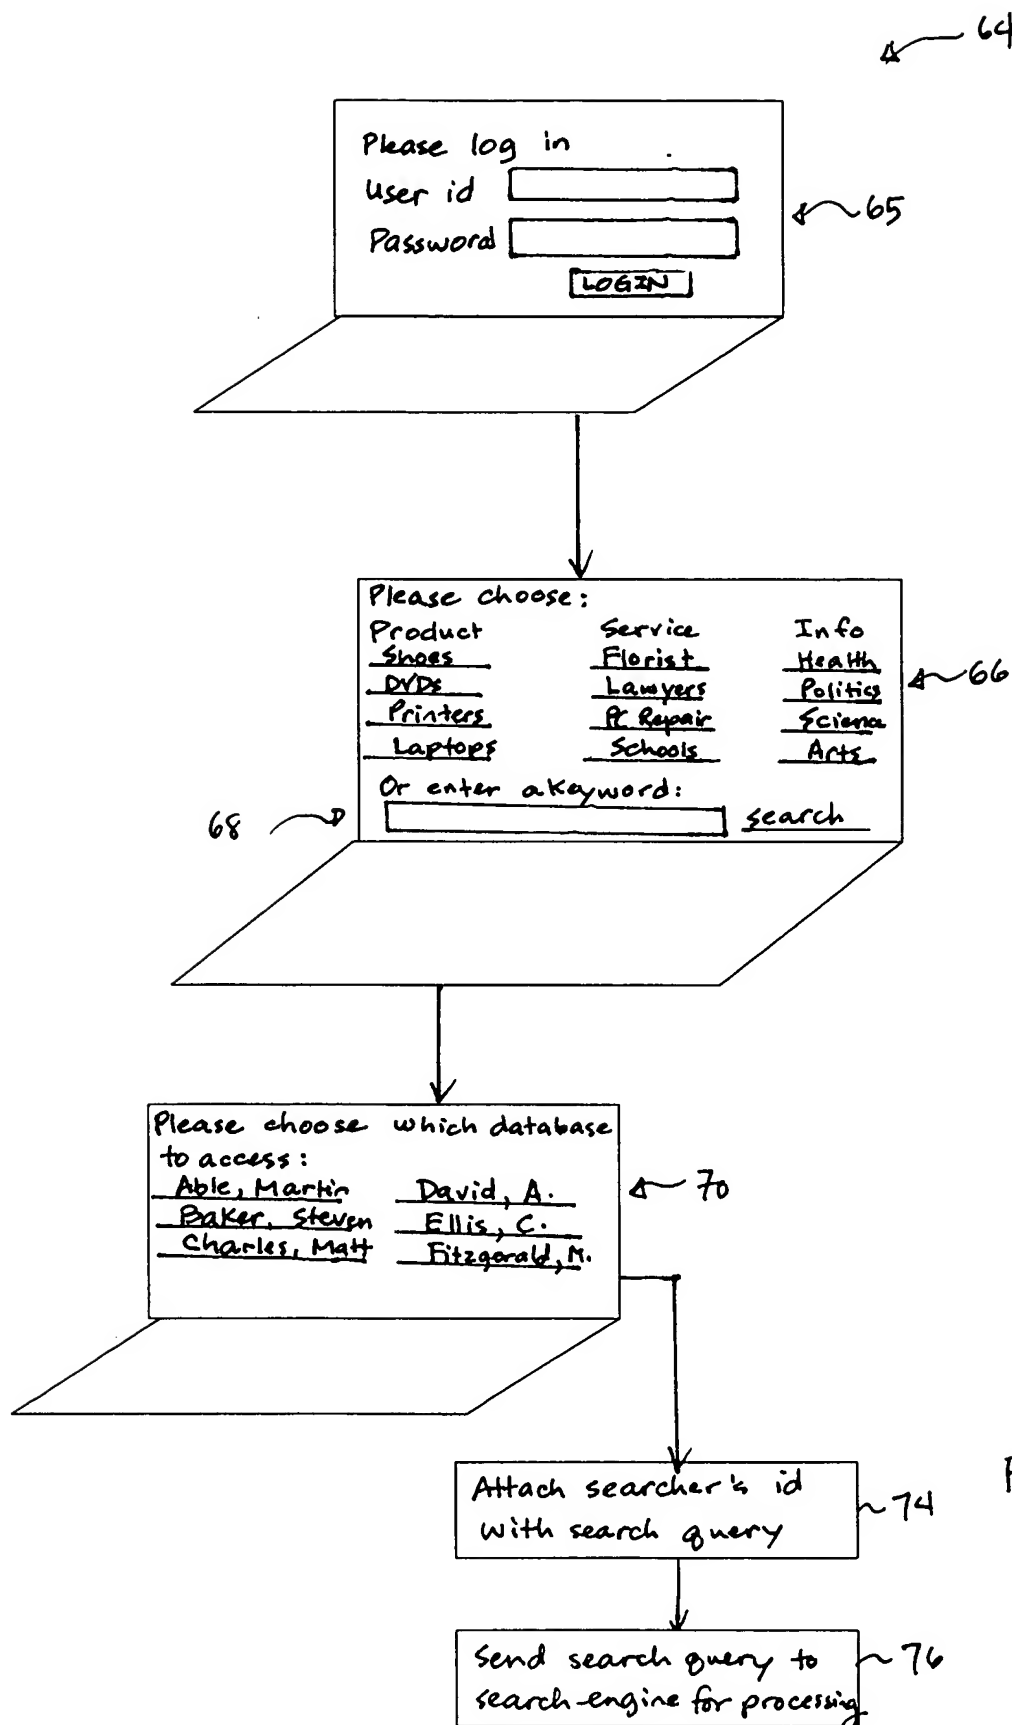 64
Please log in
User id
65
Password
LOGIN
Please choose:
Product Service Info
Shoes Florist Health
66
DVDs Lawyers Politics
Printers PC Repair Science
Laptops Schools Arts
Or enter a keyword:
68
search
Please choose which database
to access:
70
Able, Martin David, A.
Baker, Steven Ellis, C.
Charles, Matt Fitzgerald, M.
Attach searcher's id
74
with search query
Send search query to
76
search-engine for processing